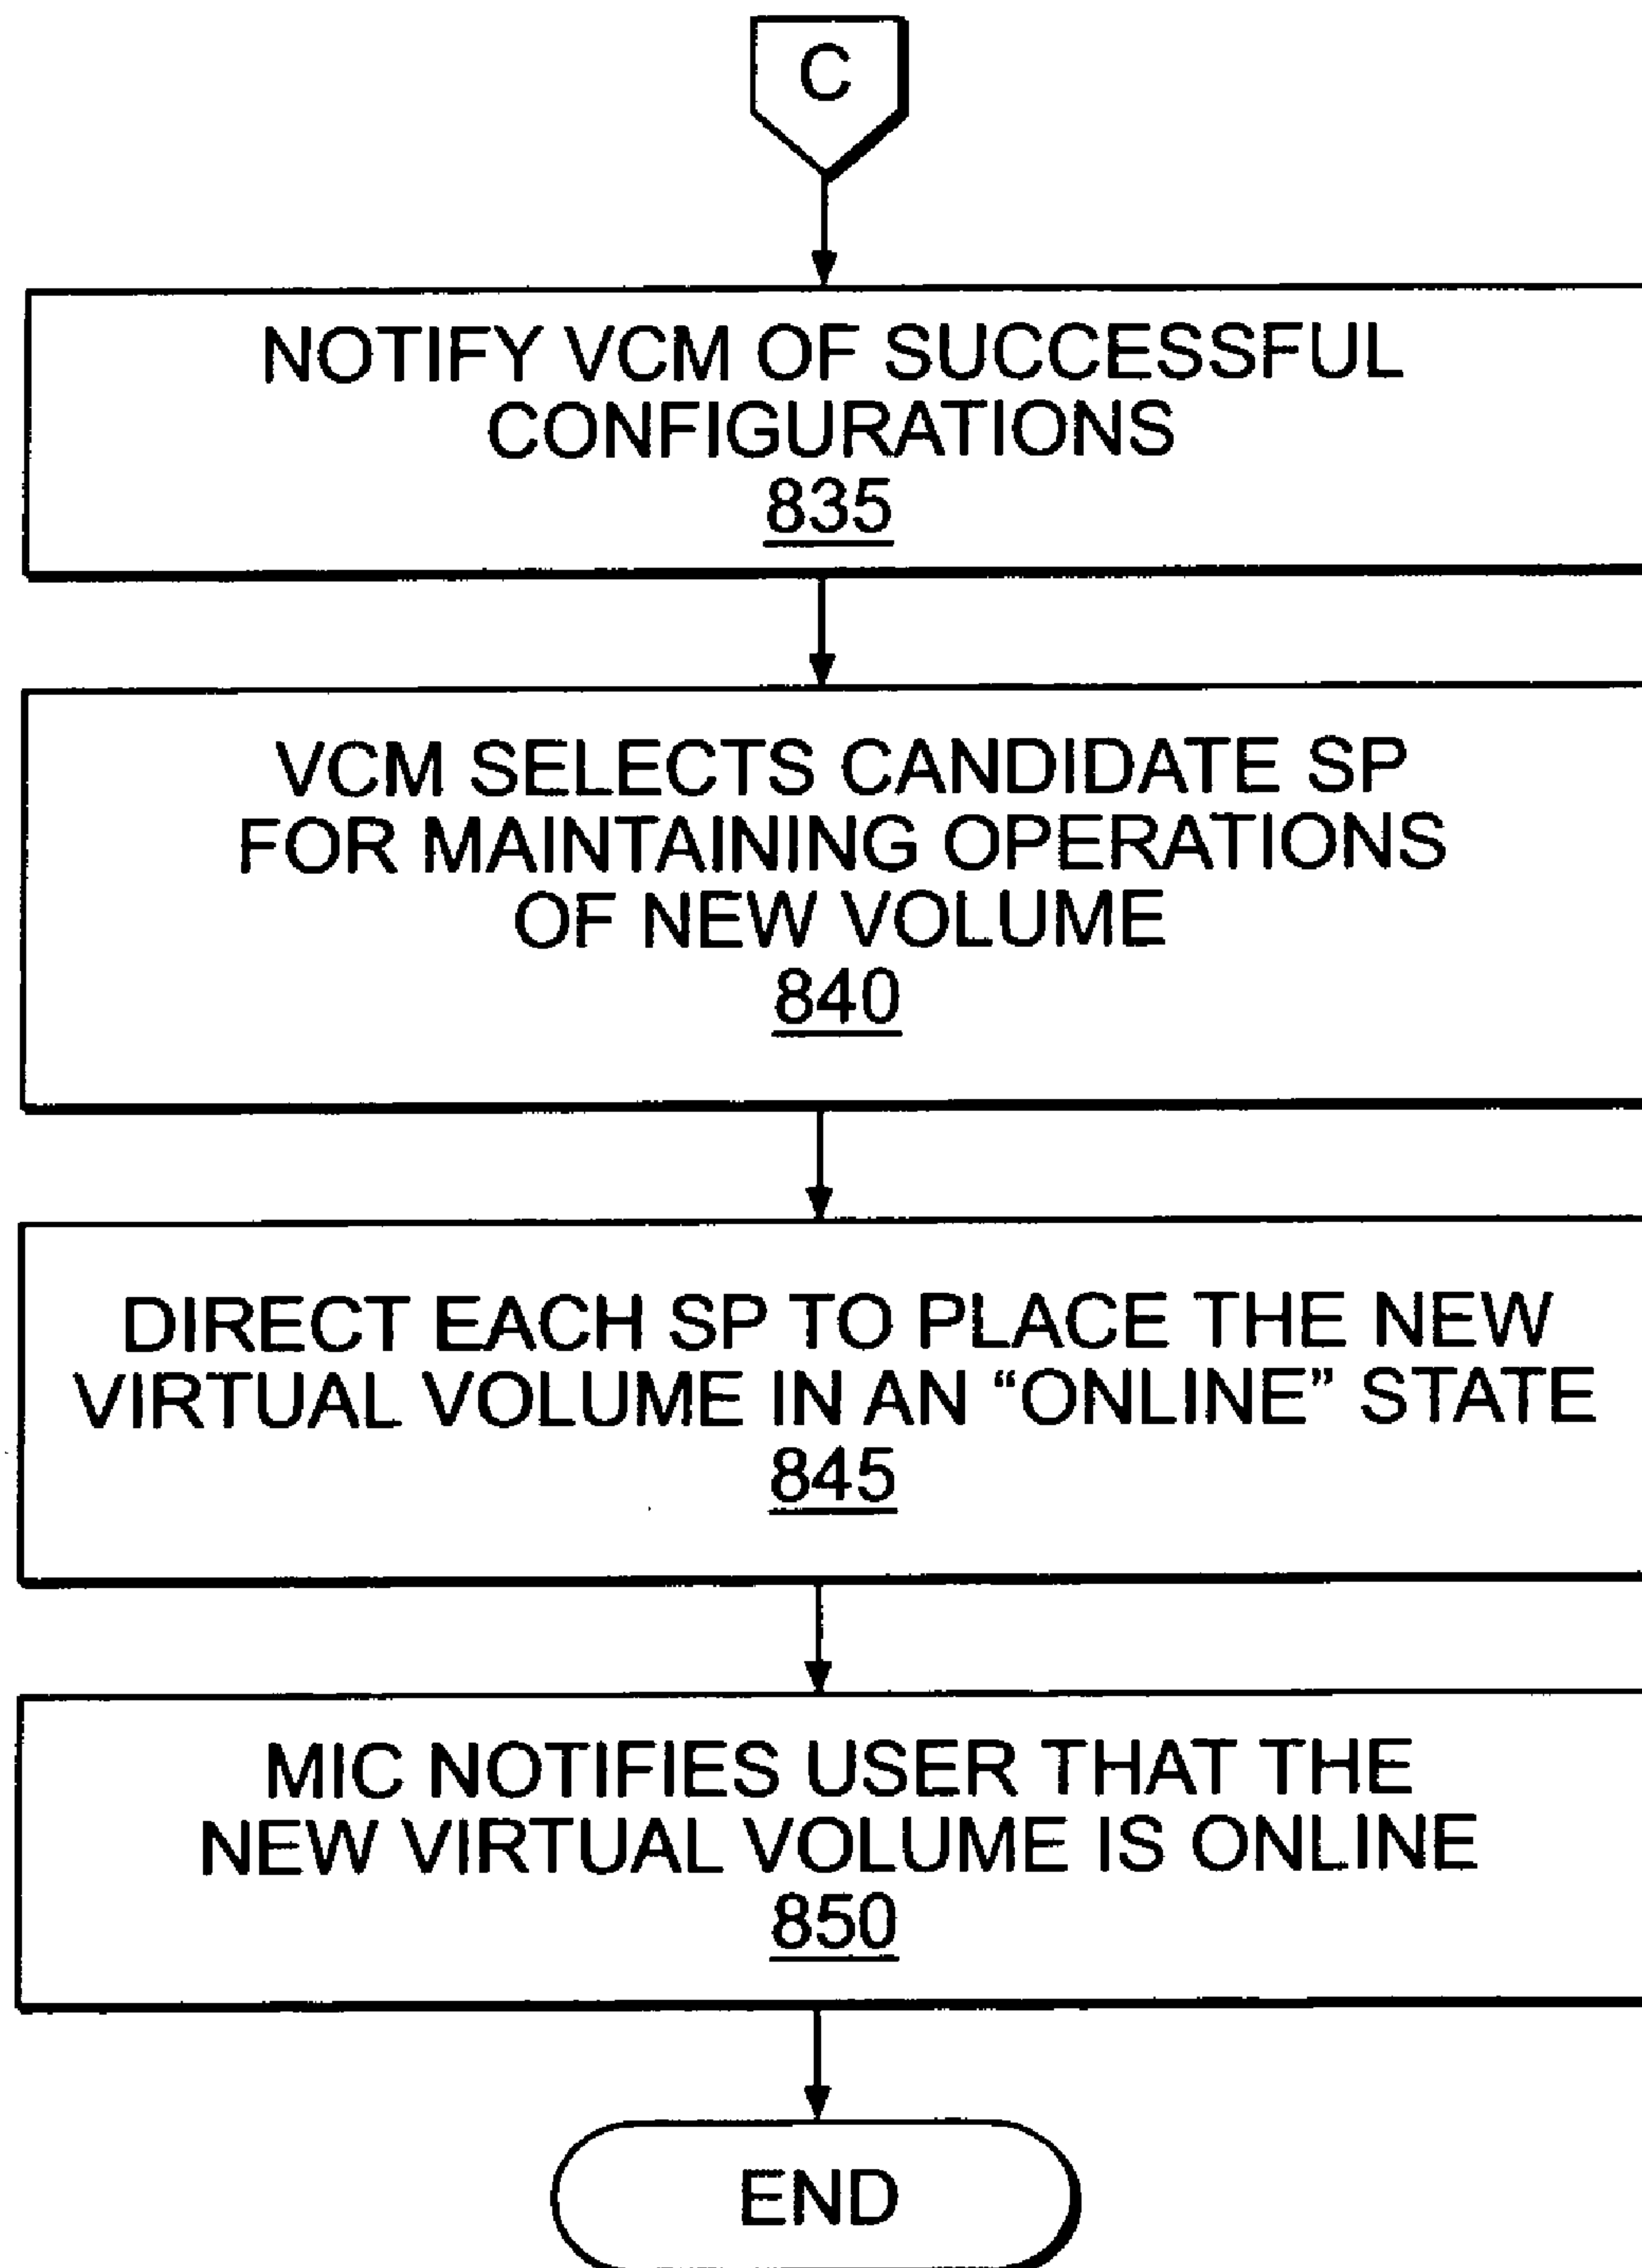 C
NOTIFY VCM OF SUCCESSFUL
CONFIGURATIONS
835
VCM SELECTS CANDIDATE SP
FOR MAINTAINING OPERATIONS
OF NEW VOLUME
840
DIRECT EACH SP TO PLACE THE NEW
VIRTUAL VOLUME IN AN “ONLINE” STATE
845
MIC NOTIFIES USER THAT THE
NEW VIRTUAL VOLUME IS ONLINE
850
END